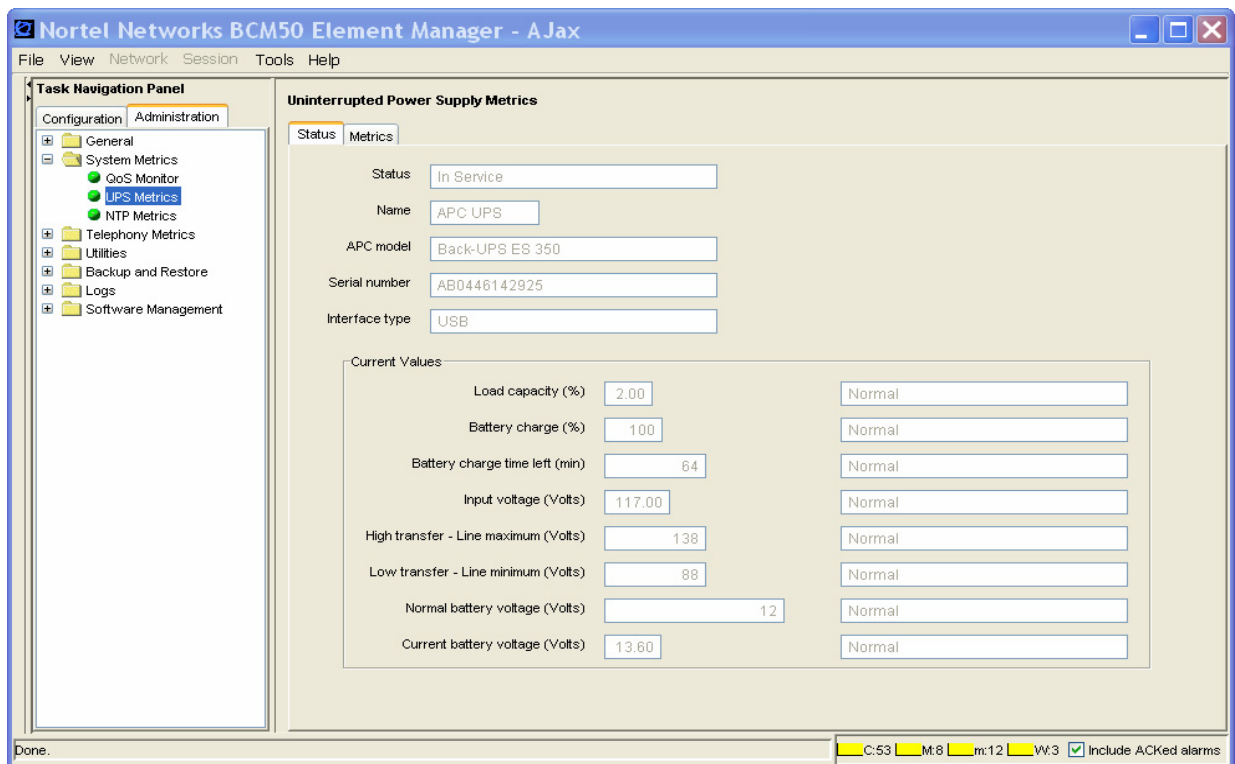 Nortel Networks BCM50 Element Manager - AJax
File View Network Session Tools Help
Task Navigation Panel
Configuration Administration
General
System Metrics
QoS Monitor
UPS Metrics
NTP Metrics
Telephony Metrics
Utilities
Backup and Restore
Logs
Software Management
Uninterrupted Power Supply Metrics
Status Metrics
Status In Service
Name APC UPS
APC model Back-UPS ES 350
Serial number AB0446142925
Interface type USB
Current Values
Load capacity (%) 2.00 Normal
Battery charge (%) 100 Normal
Battery charge time left (min) 64 Normal
Input voltage (Volts) 117.00 Normal
High transfer - Line maximum (Volts) 138 Normal
Low transfer - Line minimum (Volts) 88 Normal
Normal battery voltage (Volts) 12 Normal
Current battery voltage (Volts) 13.60 Normal
Done.
C:53 M:8 m:12 W:3 Include ACKed alarms